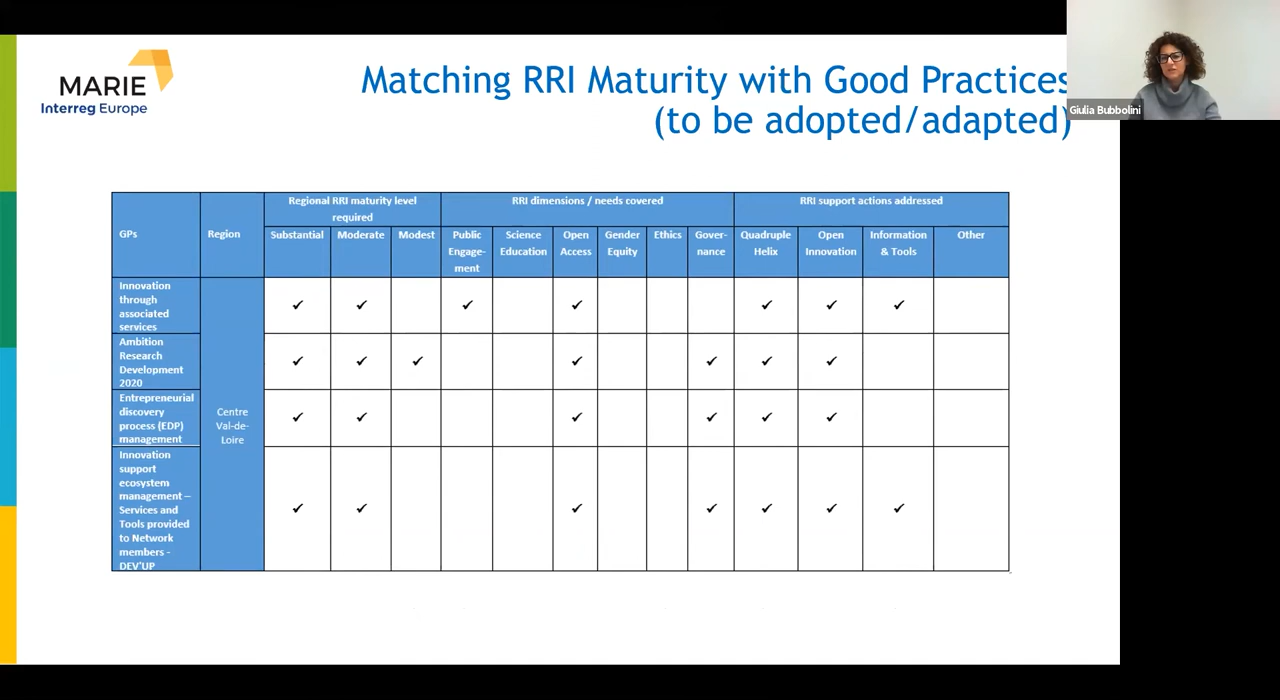 MARIE
Interreg Europe
Matching RRI Maturity with Good Practices
(to be adopted/adapted)
Giulia Bubbolini
GPs
Region
Regional RRI maturity level
required
RRI dimensions / needs covered
RRI support actions addressed
Substantial
Moderate
Modest
Public
Engage-
ment
Science
Education
Open
Access
Gender
Equity
Ethics
Gover-
nance
Quadruple
Helix
Open
Innovation
Information
& Tools
Other
Innovation
through
associated
services
✓ ✓ ✓ ✓ ✓ ✓ ✓
Ambition
Research
Development
2020
✓ ✓ ✓ ✓ ✓ ✓ ✓
Entrepreneurial
discovery
process (EDP)
management
✓ ✓ ✓ ✓ ✓ ✓
Centre
Val-de-
Loire
Innovation
support
ecosystem
management –
Services and
Tools provided
to Network
members -
DEV'UP
✓ ✓ ✓ ✓ ✓ ✓ ✓